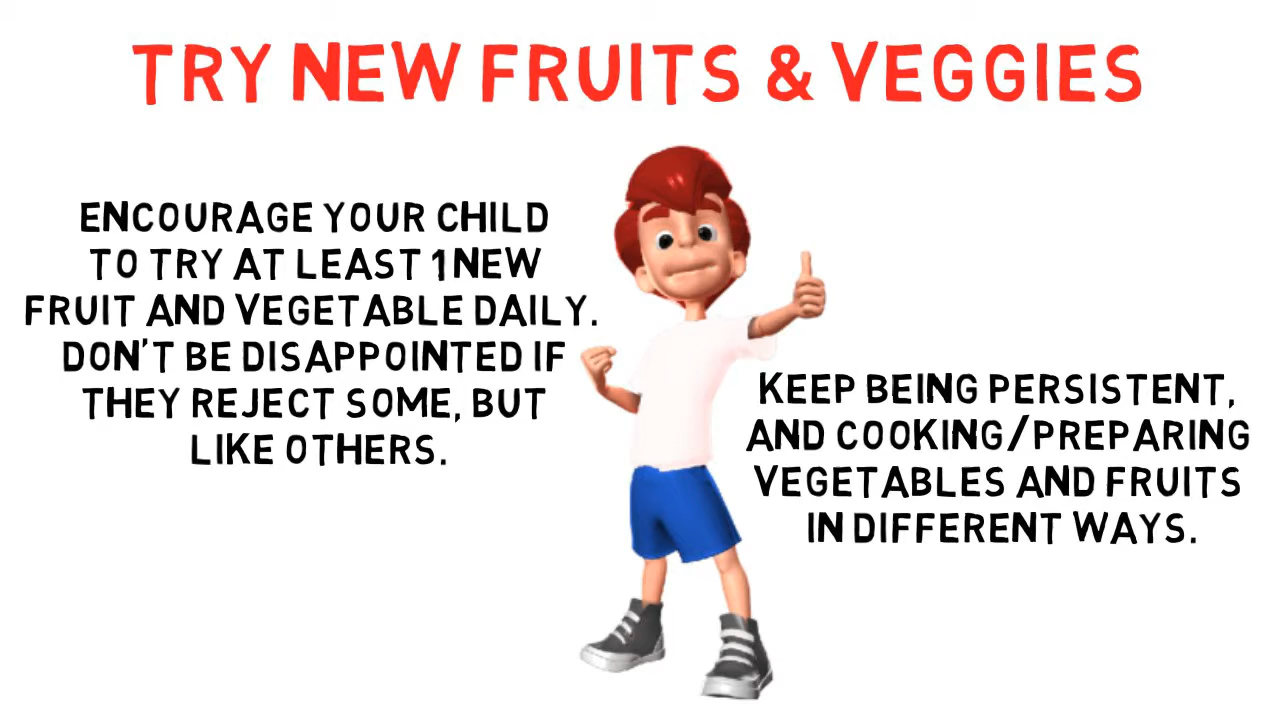 TRY NEW FRUITS & VEGGIES
ENCOURAGE YOUR CHILD
TO TRY AT LEAST 1 NEW
FRUIT AND VEGETABLE DAILY.
DON'T BE DISAPPOINTED IF
THEY REJECT SOME, BUT
LIKE OTHERS.
KEEP BEING PERSISTENT,
AND COOKING/PREPARING
VEGETABLES AND FRUITS
IN DIFFERENT WAYS.